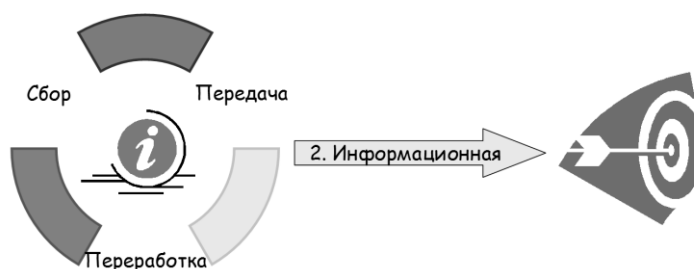 Сбор
Передача
2. Информационная
i
Переработка